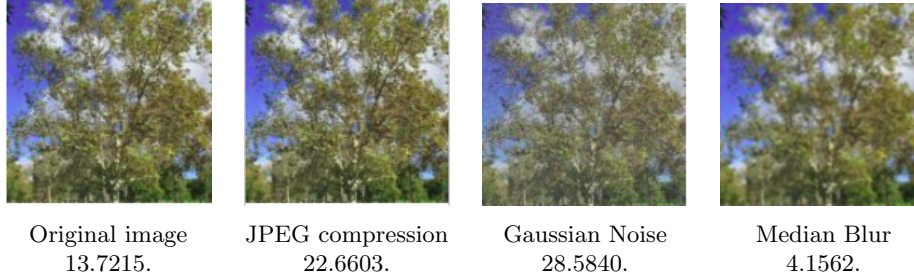 Original image
13.7215.
JPEG compression
22.6603.
Gaussian Noise
28.5840.
Median Blur
4.1562.